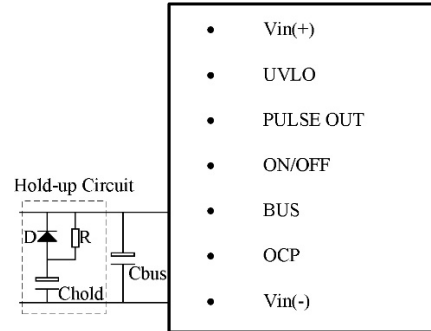 Vin(+)
UVLO
PULSE OUT
ON/OFF
Hold-up Circuit
BUS
D
R
OCP
Cbus
Chold
Vin(-)